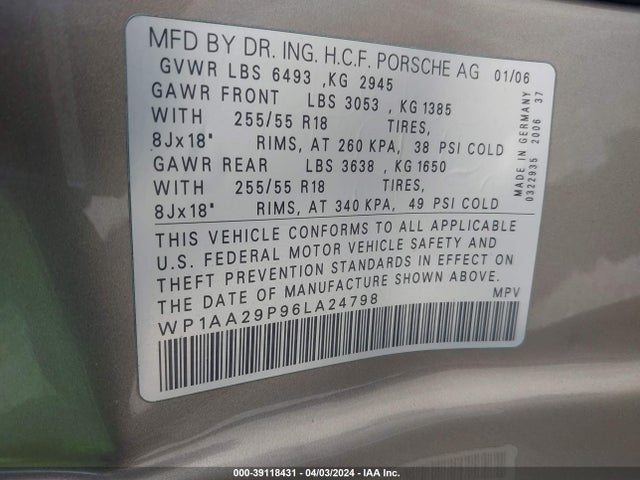 MFD BY DR. ING. H.C.F. PORSCHE AG 01/06
GVWR LBS 6493 ,KG 2945
GAWR FRONT LBS 3053 , KG 1385
WITH 255/55 R18 TIRES,
8Jx18" RIMS, AT 260 KPA, 38 PSI COLD
GAWR REAR LBS 3638 , KG 1650
WITH 255/55 R18 TIRES,
8Jx18" RIMS, AT 340 KPA, 49 PSI COLD
THIS VEHICLE CONFORMS TO ALL APPLICABLE
U.S. FEDERAL MOTOR VEHICLE SAFETY AND
THEFT PREVENTION STANDARDS IN EFFECT ON
THE DATE OF MANUFACTURE SHOWN ABOVE.
WP1AA29P96LA24798 MPV
MADE IN GERMANY
0322935 2006 37
000-39118431 - 04/03/2024 - IAA Inc.